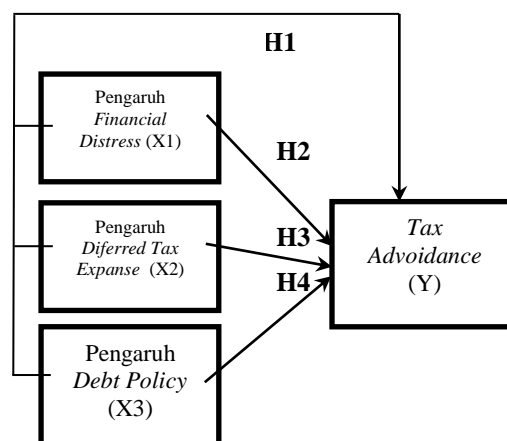 H1
Pengaruh
Financial
Distress (X1)
H2
Pengaruh
Diferred Tax
Expanse (X2)
H3
Tax
Advoidance
(Y)
H4
Pengaruh
Debt Policy
(X3)